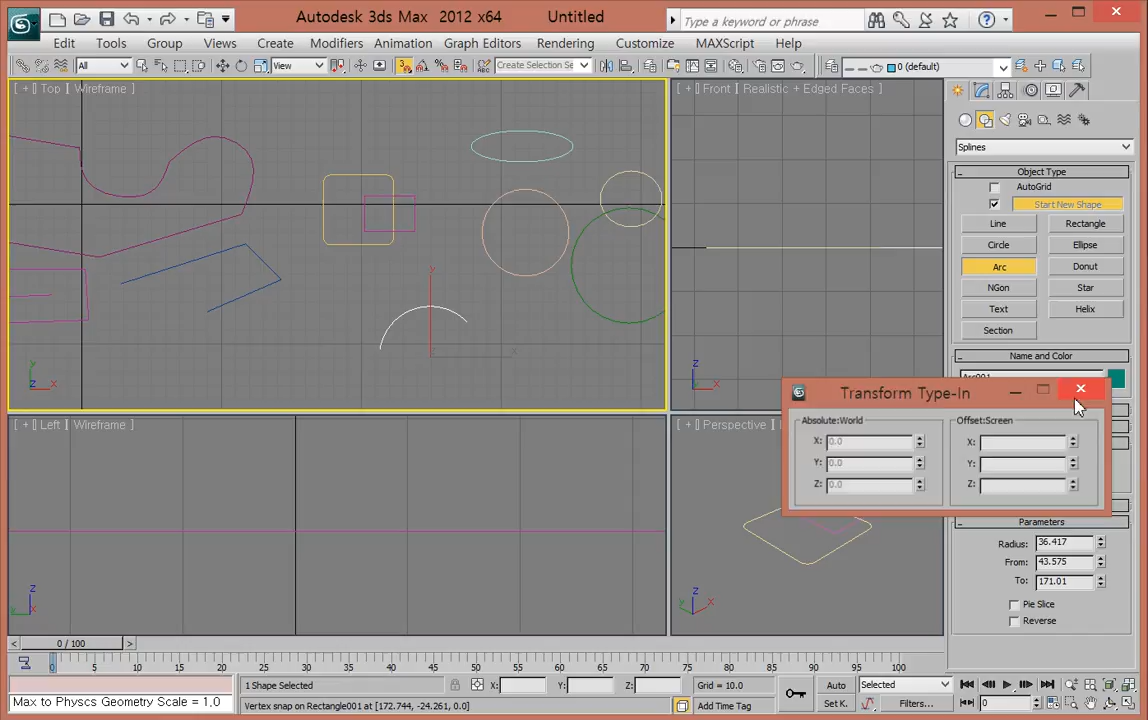 Autodesk 3ds Max 2012 x64 Untitled
Type a keyword or phrase
Edit Tools Group Views Create Modifiers Animation Graph Editors Rendering Customize MAXScript Help
All
View
Create Selection Se
0 (default)
[ + ] Top ] Wireframe ]
[ + ] Front ] Realistic + Edged Faces ]
Splines
Object Type
AutoGrid
Start New Shape
Line Rectangle
Circle Ellipse
Arc Donut
NGon Star
Text Helix
Section
Name and Color
Transform Type-In
Absolute:World Offset:Screen
X: 0.0 X:
Y: 0.0 Y:
Z: 0.0 Z:
[ + ] Left ] Wireframe ]
[ + ] Perspective ]
Parameters
Radius: 36.417
From: 43.575
To: 171.01
Pie Slice
Reverse
0 / 100
0 5 10 15 20 25 30 35 40 45 50 55 60 65 70 75 80 85 90 95 100
1 Shape Selected X: Y: Z: Grid = 10.0 Auto Selected
Max to Physcs Geometry Scale = 1.0 Vertex snap on Rectangle001 at [172.744, -24.261, 0.0] Add Time Tag Set K. Filters... 0